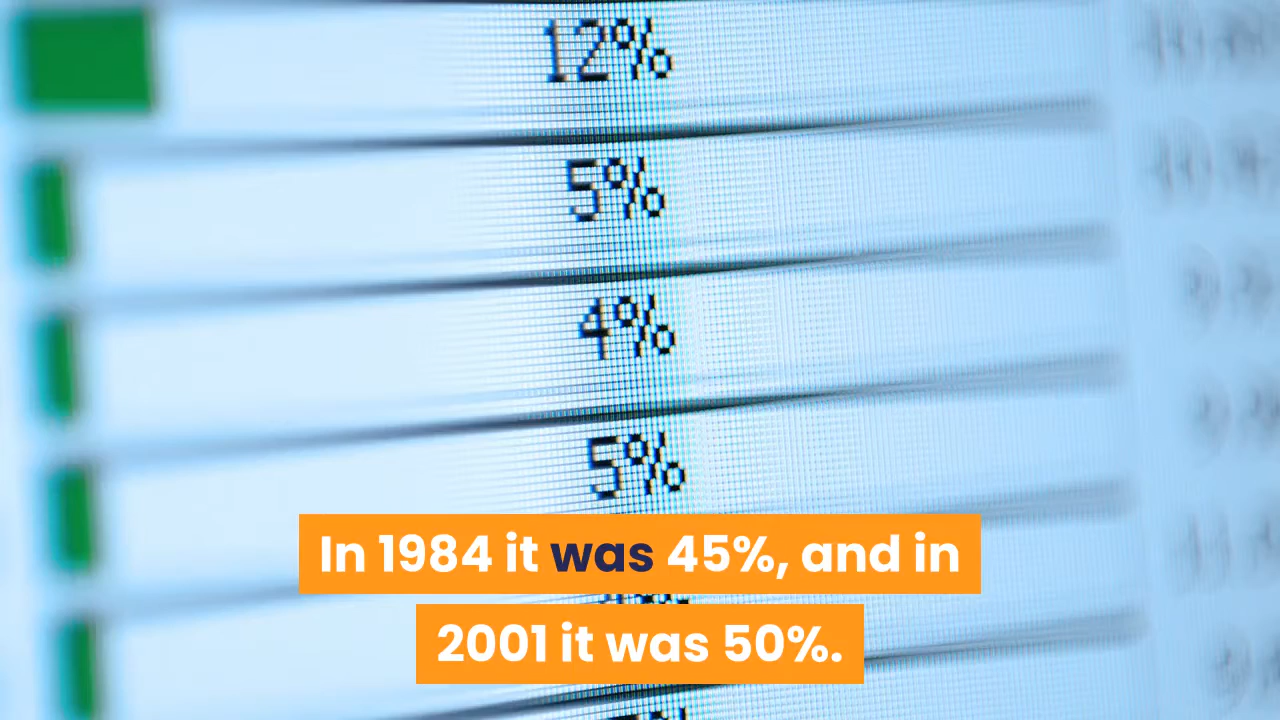 12%
5%
4%
5%
In 1984 it was 45%, and in
2001 it was 50%.